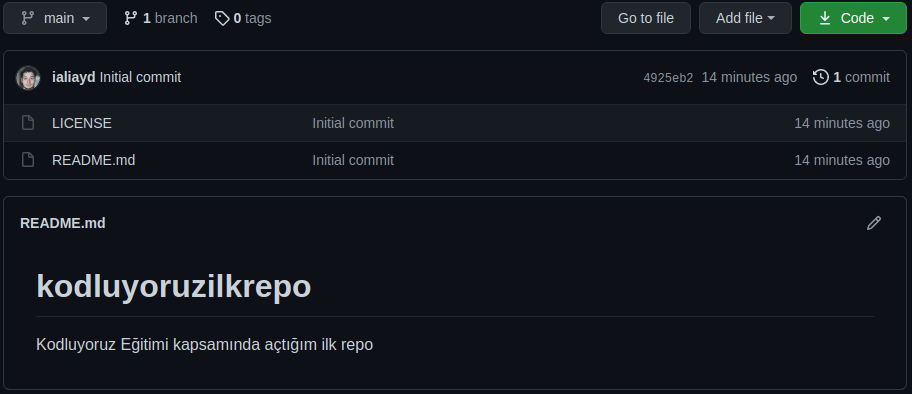 main 1 branch 0 tags Go to file Add file Code
ialiayd Initial commit 4925eb2 14 minutes ago 1 commit
LICENSE Initial commit 14 minutes ago
README.md Initial commit 14 minutes ago
README.md
kodluyoruzilkrepo
Kodluyoruz Eğitimi kapsamında açtığım ilk repo